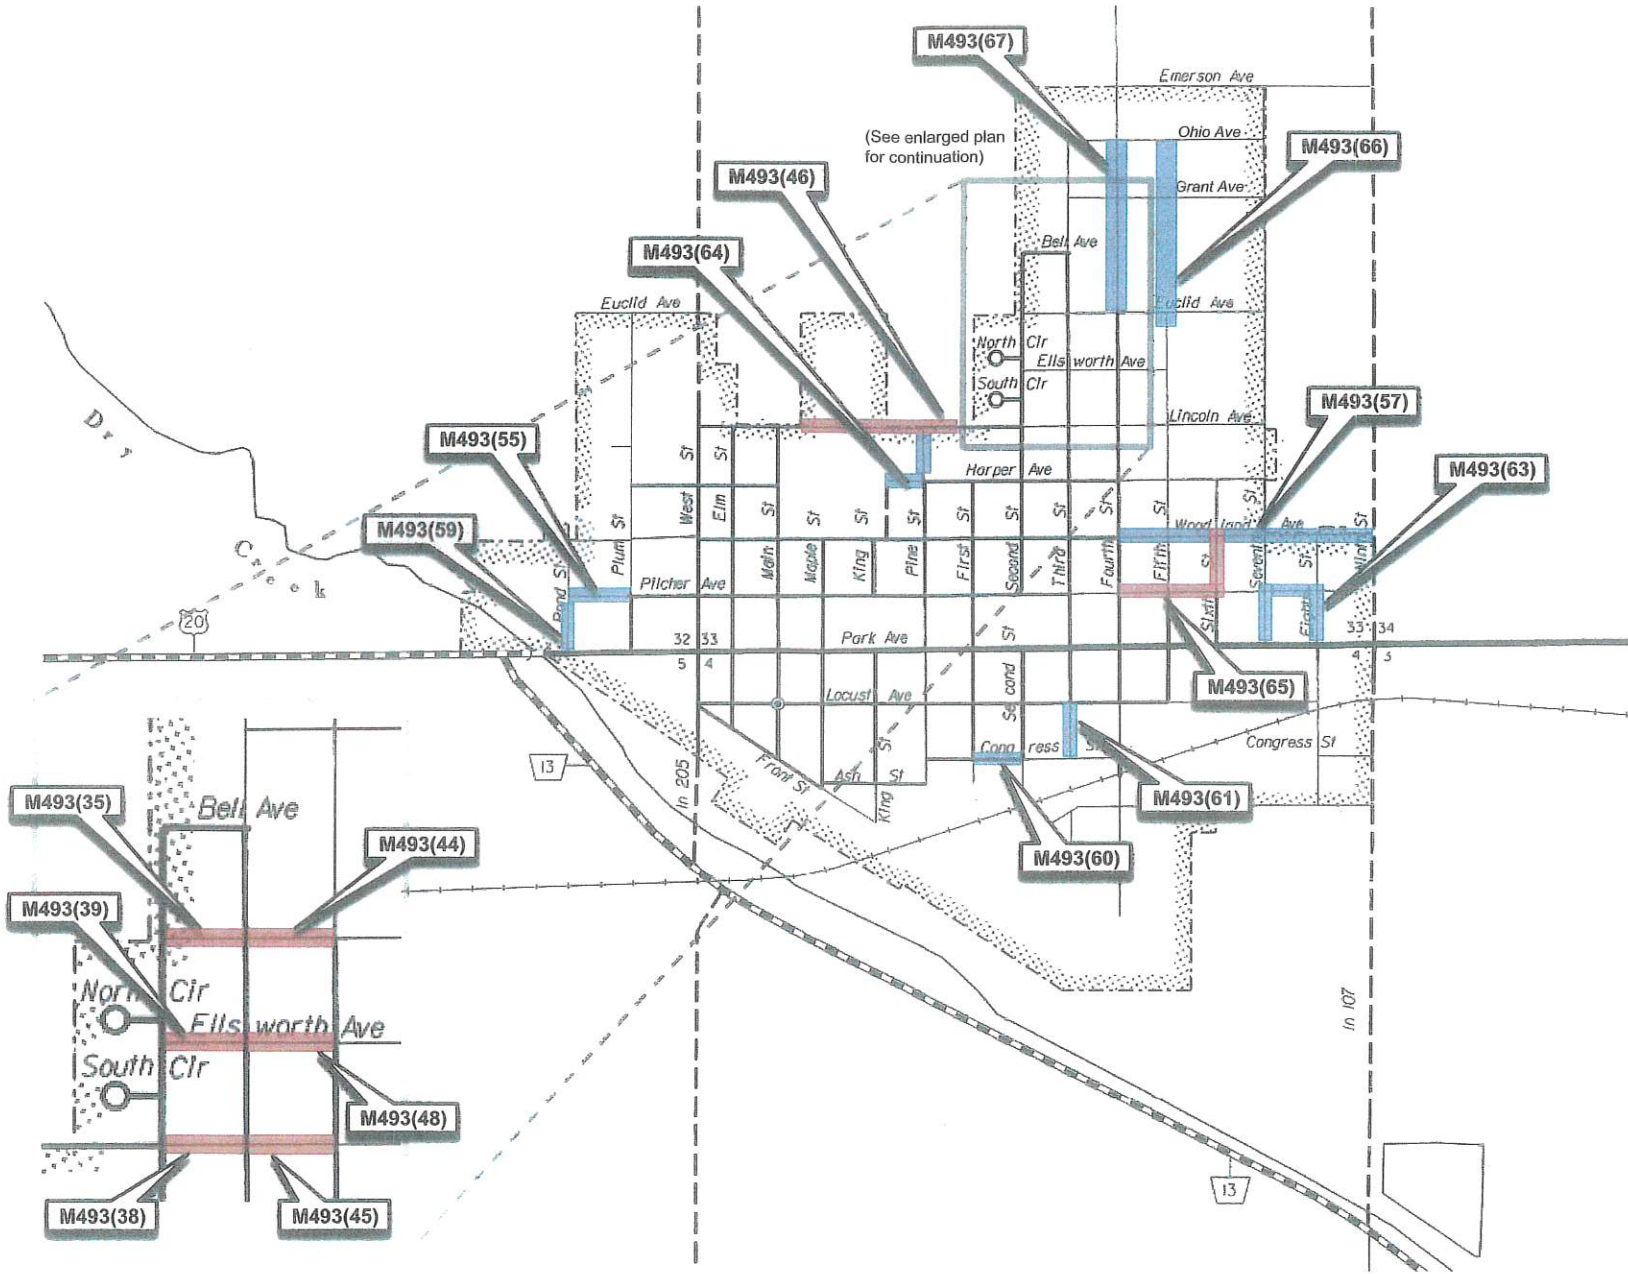 M493(67)
Emerson Ave
(See enlarged plan
for continuation)
Ohio Ave
M493(66)
M493(46)
Grant Ave
M493(64)
Bell Ave
Euclid Ave
Euclid Ave
North Cir
Ellsworth Ave
South Cir
M493(57)
Lincoln Ave
M493(55)
M493(63)
Harper Ave
Dry
Creek
M493(59)
West St
Elm St
Main St
Maple St
King St
Pine St
First St
Second St
Third St
Fourth St
Fifth St
Woodland Ave
Sixth St
Seventh St
Eighth St
Ninth St
Plum St
Bond St
Pilcher Ave
20
32 33
5 4
Park Ave
33 34
4 3
Second St
M493(65)
Locust Ave
Congress St
Congress St
13
Front St
Ash St
King St
King St
M493(61)
M493(60)
In 205
In 107
13
M493(35)
Bell Ave
M493(44)
M493(39)
North Cir
Ellsworth Ave
South Cir
M493(48)
M493(38)
M493(45)